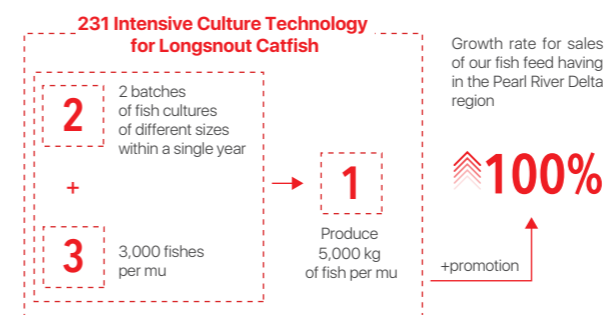 231 Intensive Culture Technology
for Longsnout Catfish
2
2 batches
of fish cultures
of different sizes
within a single year
+
3
3,000 fishes
per mu
1
Produce
5,000 kg
of fish per mu
Growth rate for sales
of our fish feed having
in the Pearl River Delta
region
100%
+promotion